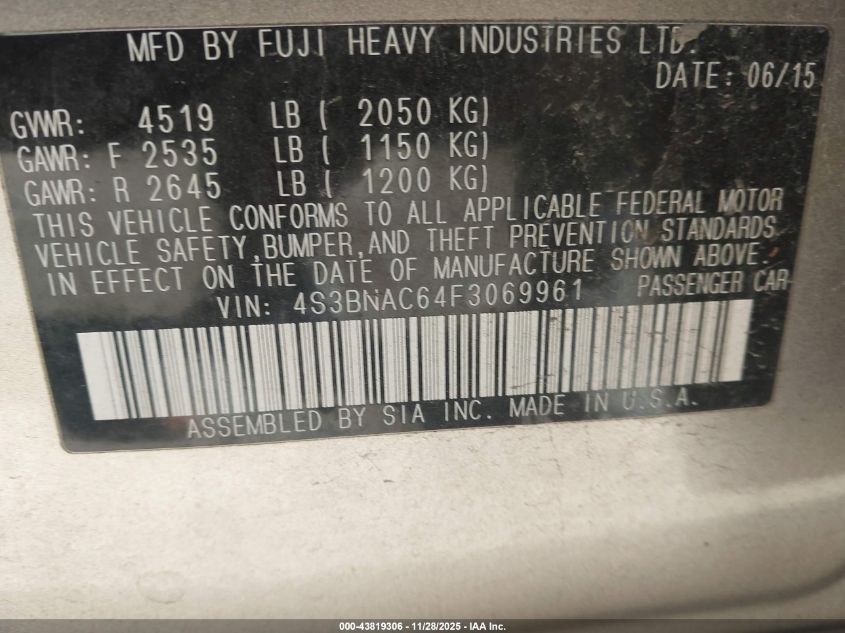 MFD BY FUJI HEAVY INDUSTRIES LTD.
DATE: 06/15
GVWR: 4519 LB ( 2050 KG)
GAWR: F 2535 LB ( 1150 KG)
GAWR: R 2645 LB ( 1200 KG)
THIS VEHICLE CONFORMS TO ALL APPLICABLE FEDERAL MOTOR
VEHICLE SAFETY,BUMPER,AND THEFT PREVENTION STANDARDS
IN EFFECT ON THE DATE OF MANUFACTURE SHOWN ABOVE.
VIN: 4S3BNAC64F3069961 PASSENGER CAR
ASSEMBLED BY SIA INC. MADE IN U.S.A.
000-43819306 - 11/28/2025 - IAA Inc.